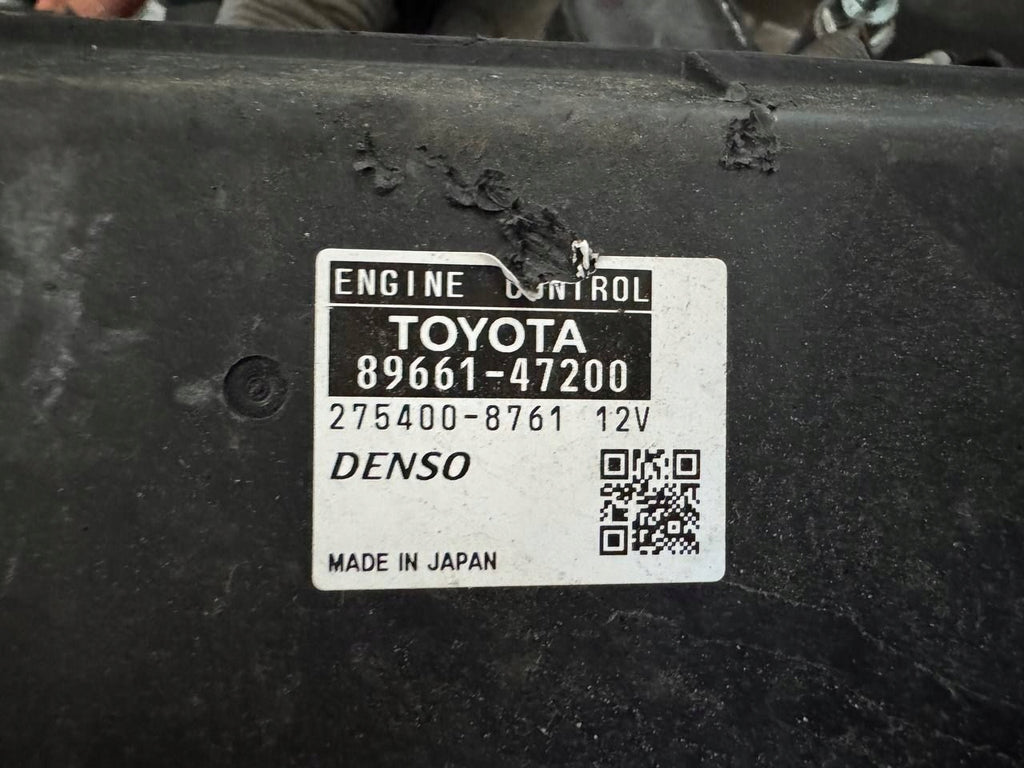 ENGINE CONTROL
TOYOTA
89661-47200
275400-8761 12V
DENSO
MADE IN JAPAN